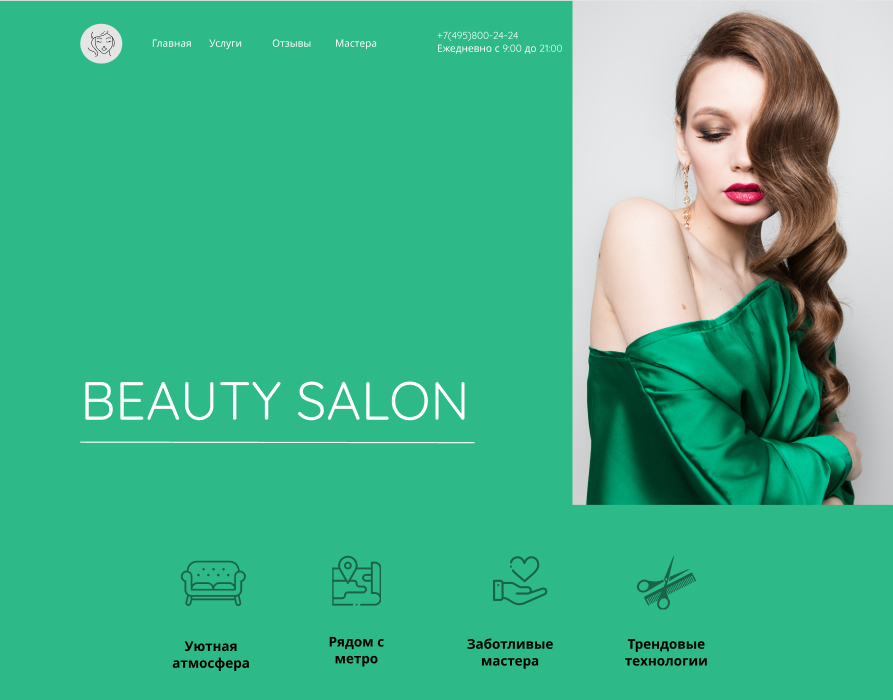 Главная Услуги Отзывы Мастера
+7(495)800-24-24
Ежедневно с 9:00 до 21:00
BEAUTY SALON
Уютная
атмосфера
Рядом с
метро
Заботливые
мастера
Трендовые
технологии